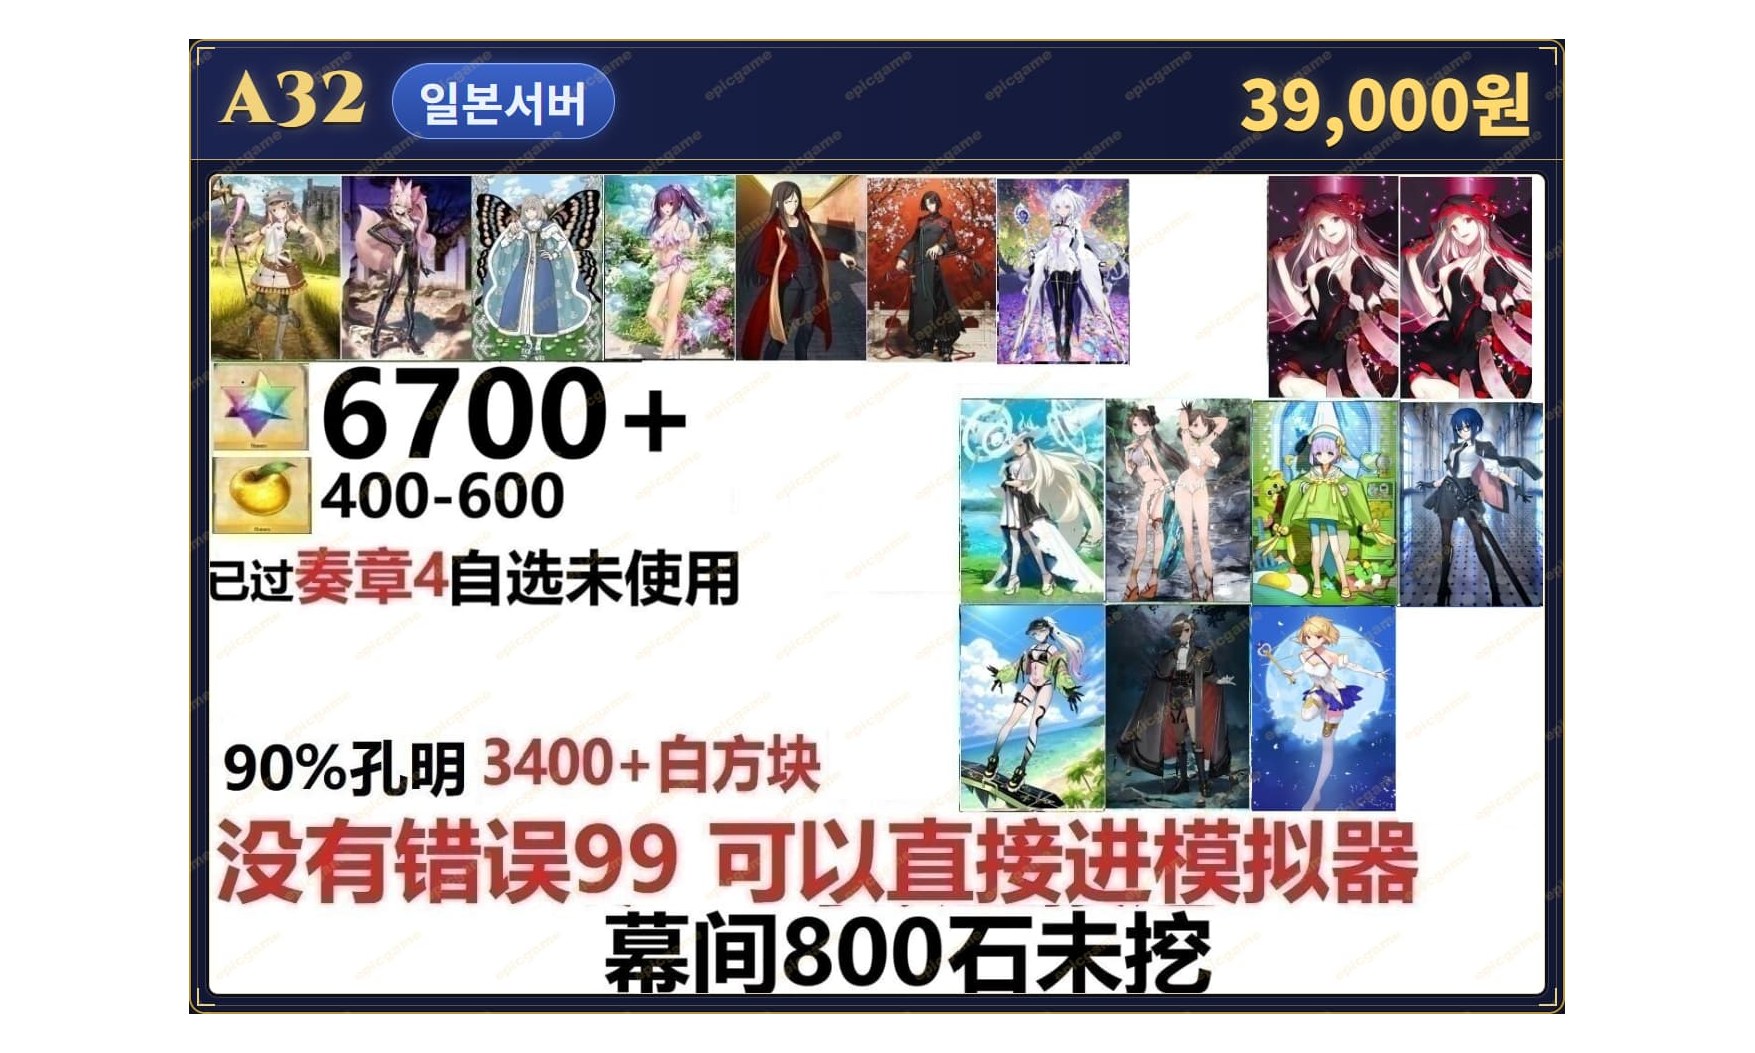 A32 일본서버 39,000원
6700+
400-600
已过奏章4自选未使用
90%孔明 3400+白方块
没有错误99 可以直接进模拟器
幕间800石未挖
epicgame